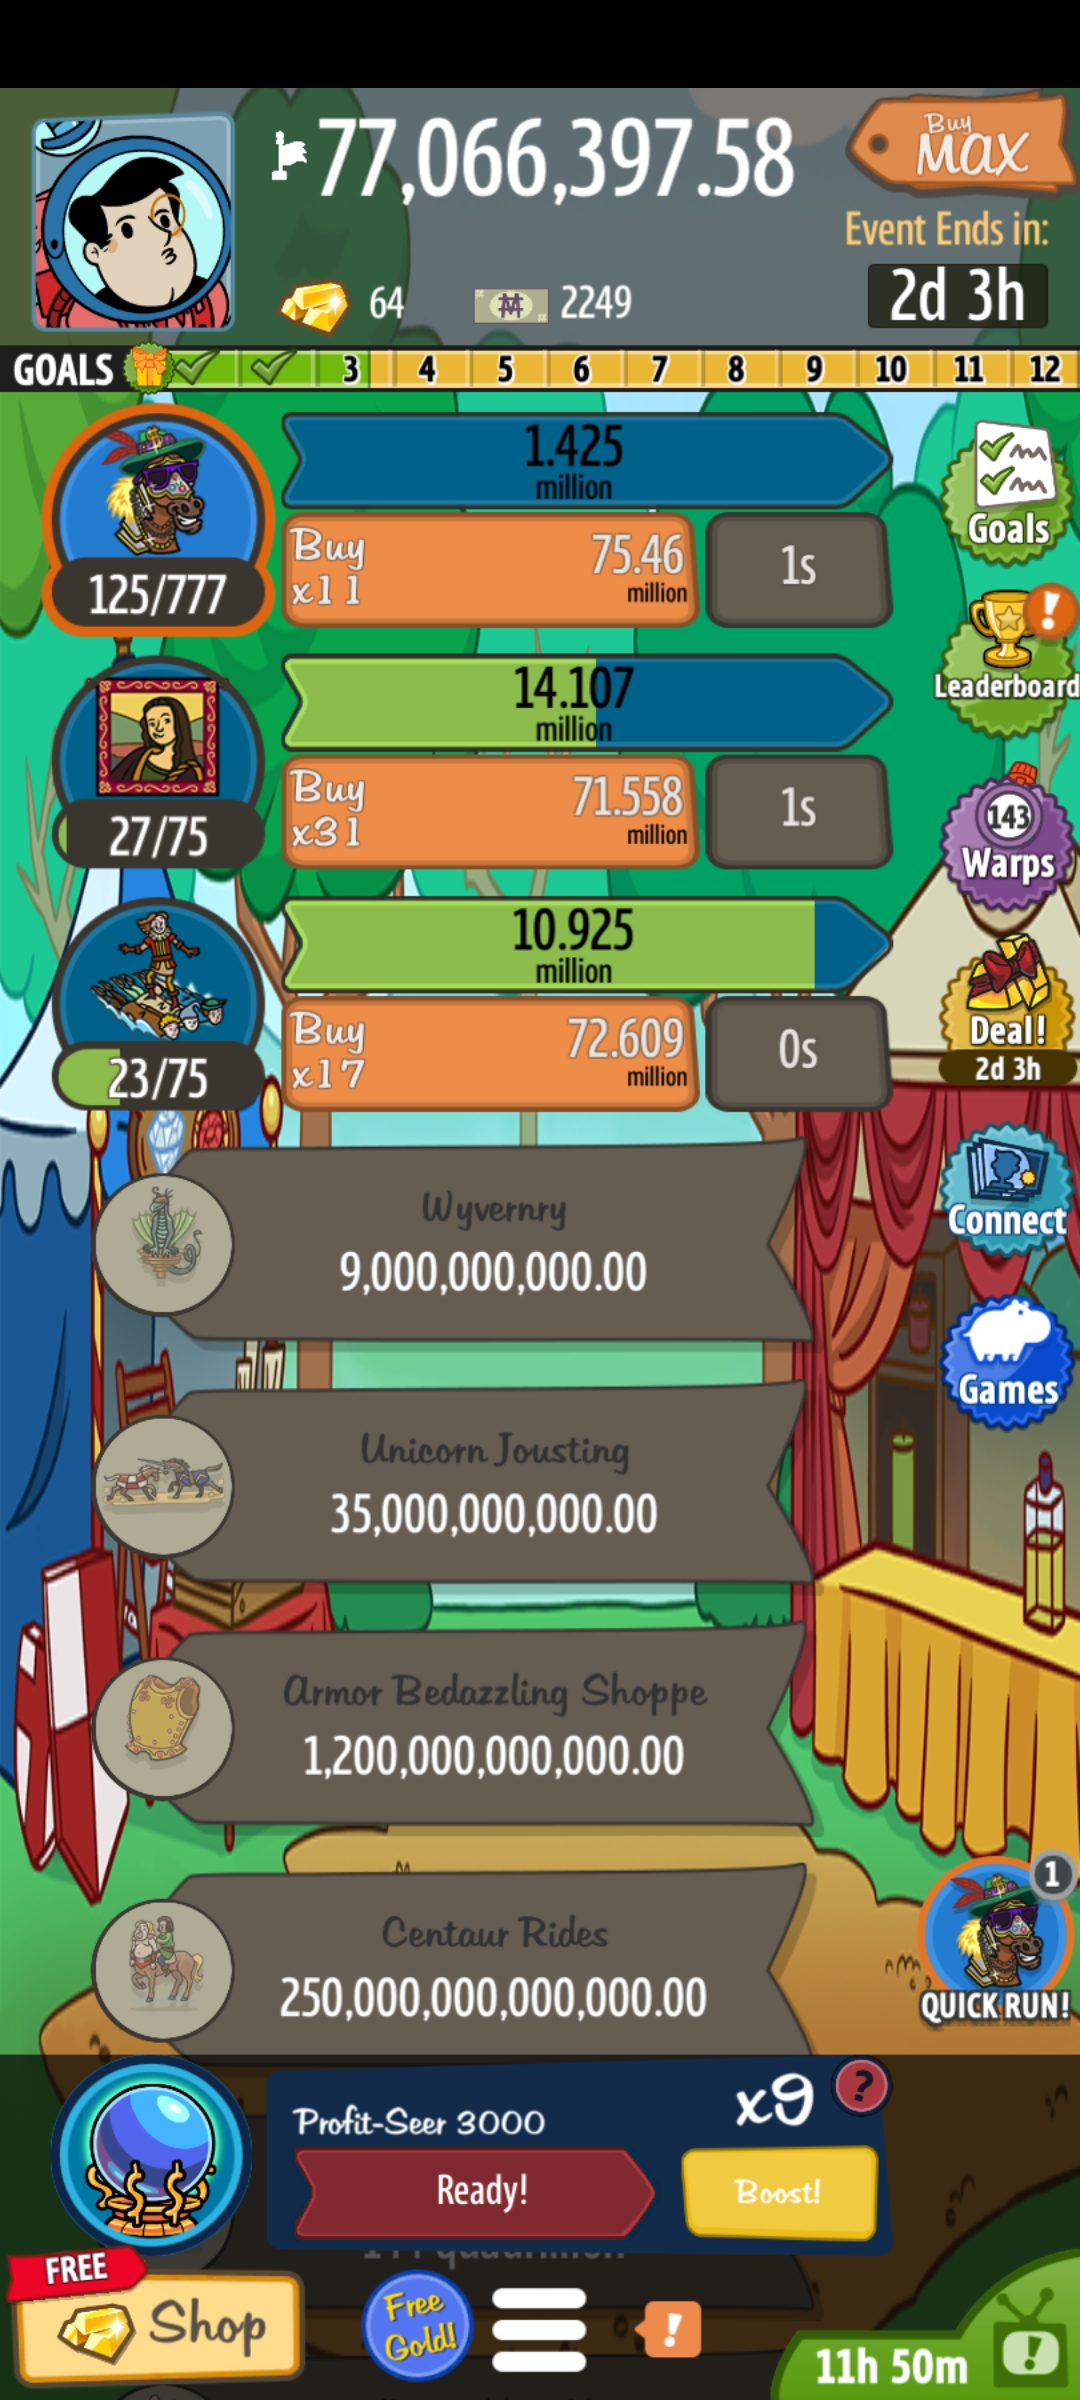 77,066,397.58
Buy
MAX
Event Ends in:
2d 3h
64
2249
GOALS
3 4 5 6 7 8 9 10 11 12
1.425
million
Buy
x11
75.46
million
1s
125/777
Goals
Leaderboard
14.107
million
Buy
x31
71.558
million
1s
27/75
143
Warps
10.925
million
Buy
x17
72.609
million
0s
23/75
Deal!
2d 3h
Wyvernry
9,000,000,000.00
Connect
Unicorn Jousting
35,000,000,000.00
Games
Armor Bedazzling Shoppe
1,200,000,000,000.00
Centaur Rides
250,000,000,000,000.00
1
QUICK RUN!
Profit-Seer 3000
x9
?
Ready!
Boost!
FREE
Shop
Free
Gold!
!
11h 50m
!